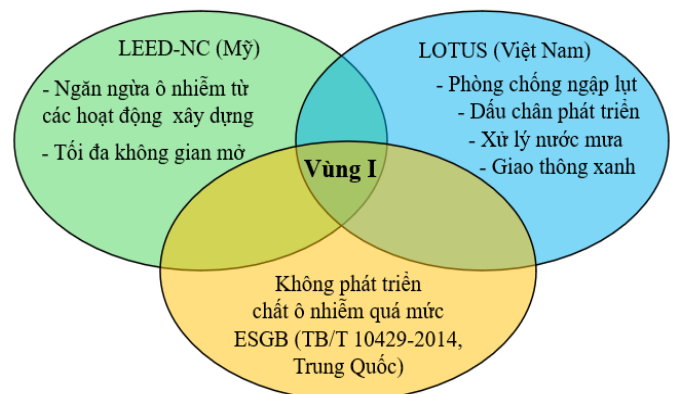 LEED-NC (Mỹ)
- Ngăn ngừa ô nhiễm từ
các hoạt động xây dựng
- Tối đa không gian mở
LOTUS (Việt Nam)
- Phòng chống ngập lụt
- Dấu chân phát triển
- Xử lý nước mưa
- Giao thông xanh
Vùng I
Không phát triển
chất ô nhiễm quá mức
ESGB (TB/T 10429-2014,
Trung Quốc)